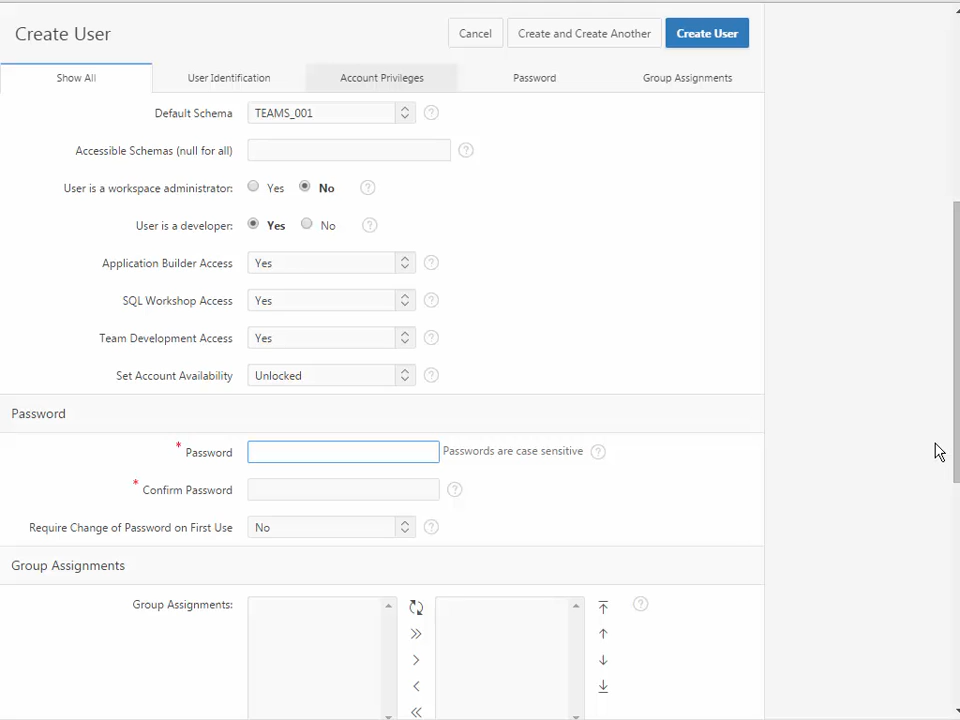 Create User
Cancel
Create and Create Another
Create User
Show All
User Identification
Account Privileges
Password
Group Assignments
Default Schema TEAMS_001
Accessible Schemas (null for all)
User is a workspace administrator: Yes No
User is a developer: Yes No
Application Builder Access Yes
SQL Workshop Access Yes
Team Development Access Yes
Set Account Availability Unlocked
Password
* Password Passwords are case sensitive
* Confirm Password
Require Change of Password on First Use No
Group Assignments
Group Assignments: